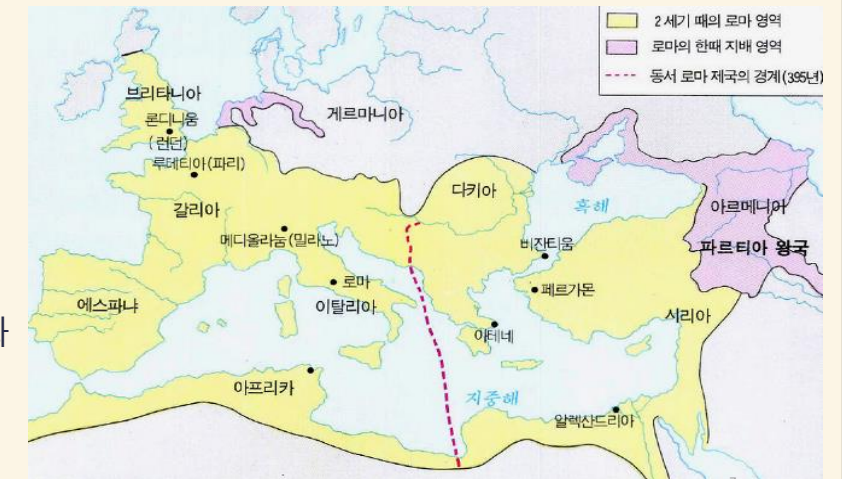 2세기 때의 로마 영역
로마의 한때 지배 영역
동서 로마 제국의 경계(395년)
브리타니아
론디니움
(런던)
게르마니아
루테티아(파리)
갈리아
다키아
흑해
아르메니아
메디올라눔(밀라노)
비잔티움
파르티아 왕국
로마
페르가몬
에스파냐
이탈리아
시리아
아테네
아프리카
지중해
알렉산드리아